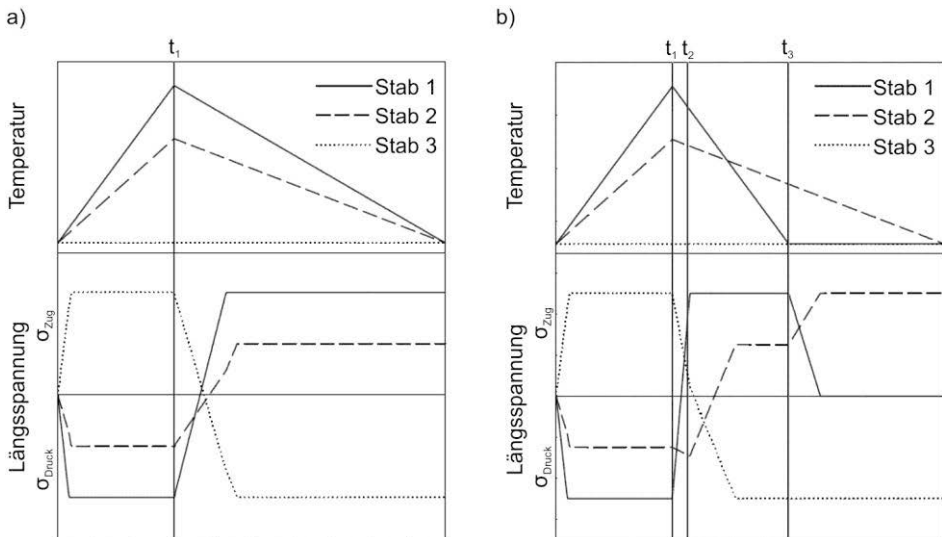 a)
t1
Stab 1
Stab 2
Stab 3
Temperatur
Längsspannung
σZug
σDruck
b)
t1 t2 t3
Stab 1
Stab 2
Stab 3
Temperatur
Längsspannung
σZug
σDruck